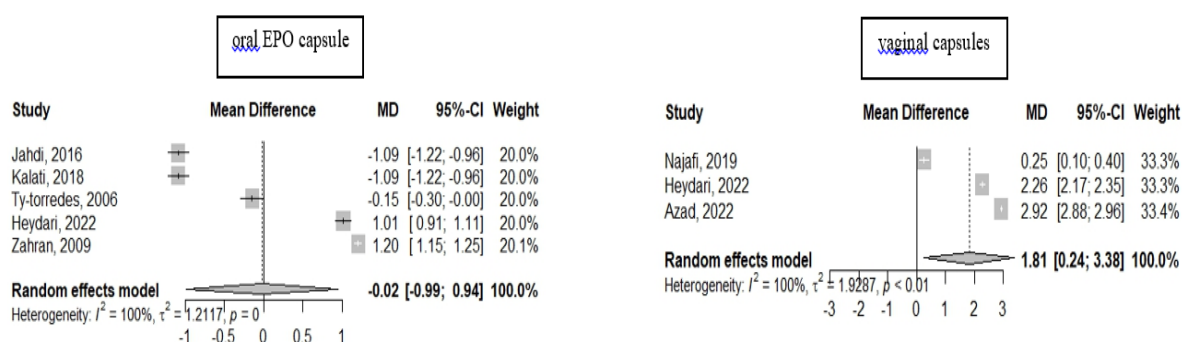 oral EPO capsule
Study Mean Difference MD 95%-CI Weight
Jahdi, 2016 -1.09 [-1.22; -0.96] 20.0%
Kalati, 2018 -1.09 [-1.22; -0.96] 20.0%
Ty-torredes, 2006 -0.15 [-0.30; -0.00] 20.0%
Heydari, 2022 1.01 [ 0.91; 1.11] 20.0%
Zahran, 2009 1.20 [ 1.15; 1.25] 20.1%
Random effects model -0.02 [-0.99; 0.94] 100.0%
Heterogeneity: I² = 100%, τ² = 1.2117, p = 0
-1 -0.5 0 0.5 1
vaginal capsules
Study Mean Difference MD 95%-CI Weight
Najafi, 2019 0.25 [0.10; 0.40] 33.3%
Heydari, 2022 2.26 [2.17; 2.35] 33.3%
Azad, 2022 2.92 [2.88; 2.96] 33.4%
Random effects model 1.81 [0.24; 3.38] 100.0%
Heterogeneity: I² = 100%, τ² = 1.9287, p < 0.01
-3 -2 -1 0 1 2 3